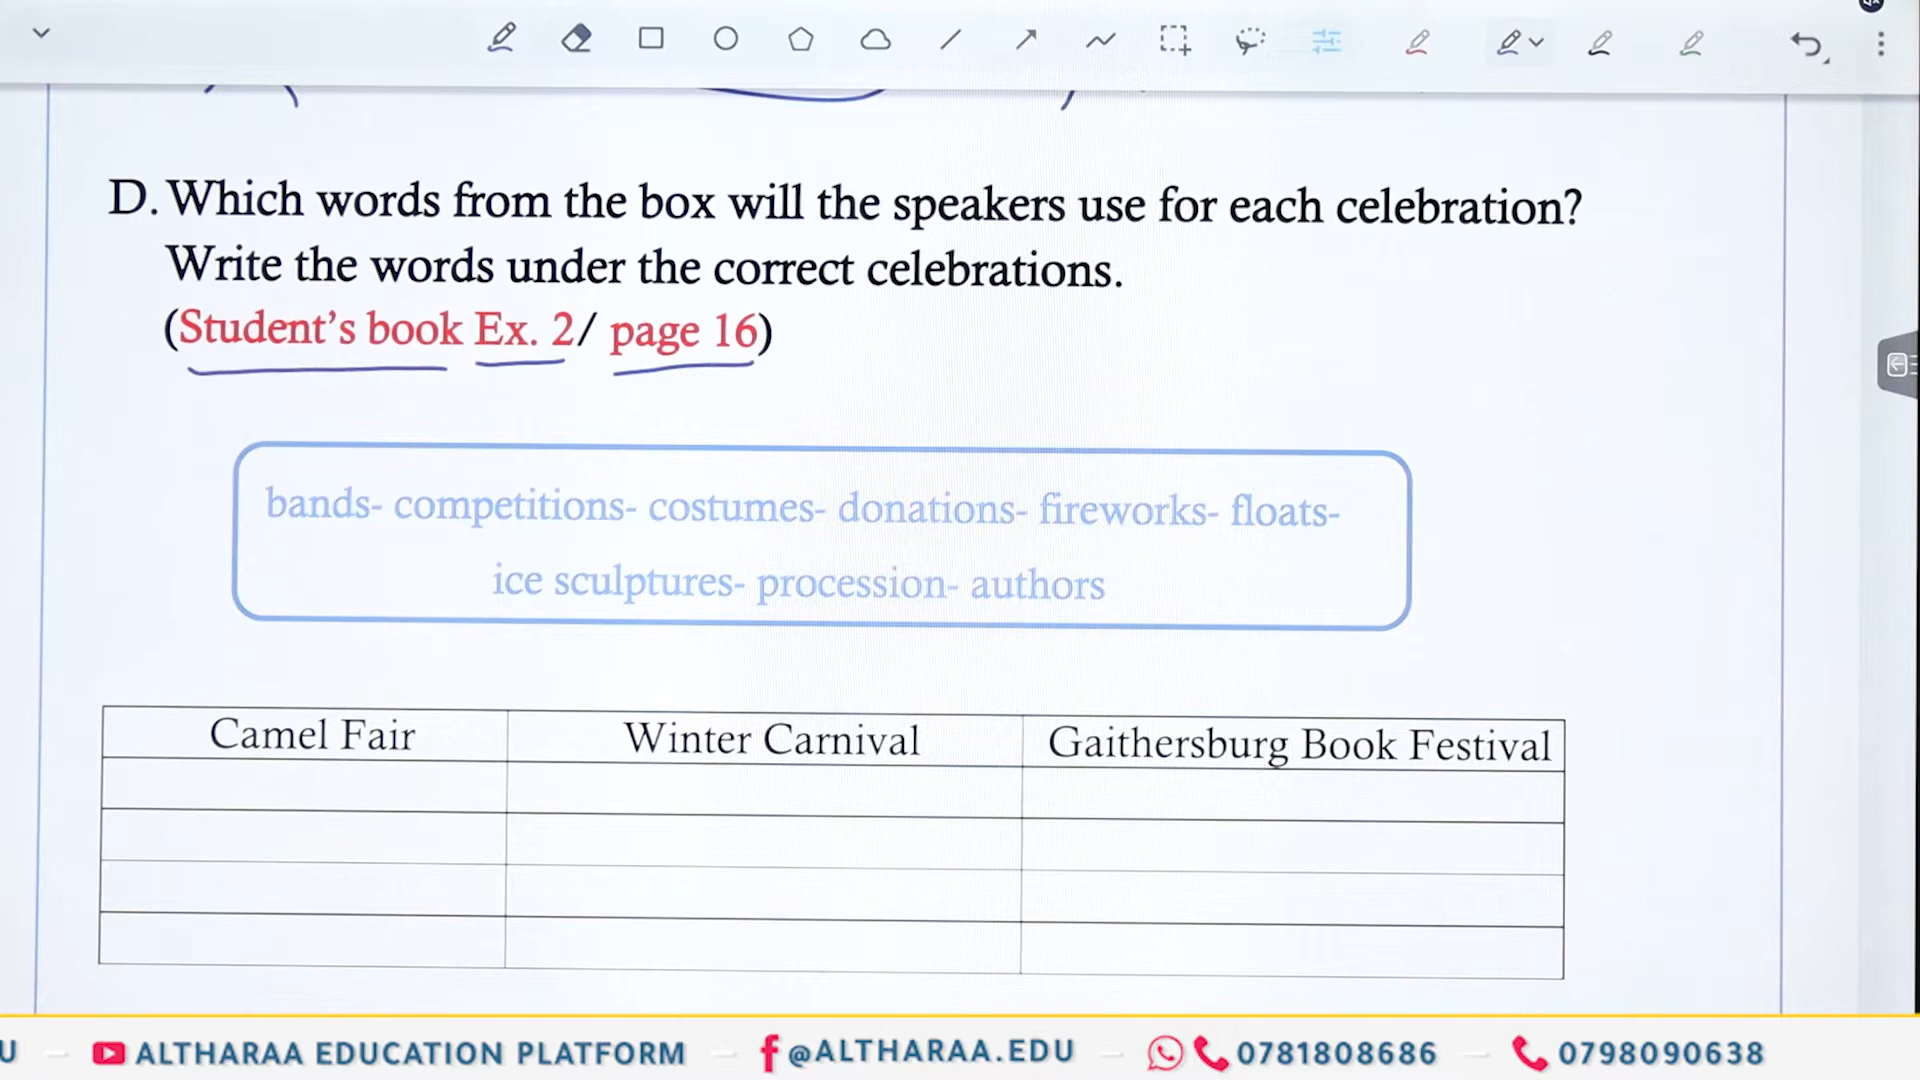 D. Which words from the box will the speakers use for each celebration?
Write the words under the correct celebrations.
(Student's book Ex. 2/ page 16)
bands- competitions- costumes- donations- fireworks- floats-
ice sculptures- procession- authors
Camel Fair Winter Carnival Gaithersburg Book Festival
U ALTHARAA EDUCATION PLATFORM @ALTHARAA.EDU 0781808686 0798090638